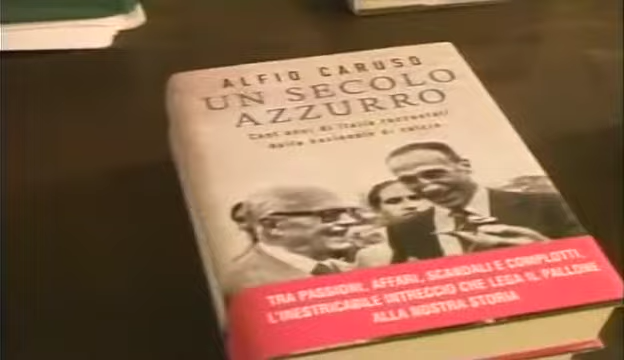 ALFIO CARUSO
UN SECOLO
AZZURRO
Cent'anni di Italia raccontati
dalla nazionale di calcio
TRA PASSIONI, AFFARI, SCANDALI E COMPLOTTI,
L'INESTRICABILE INTRECCIO CHE LEGA IL PALLONE
ALLA NOSTRA STORIA